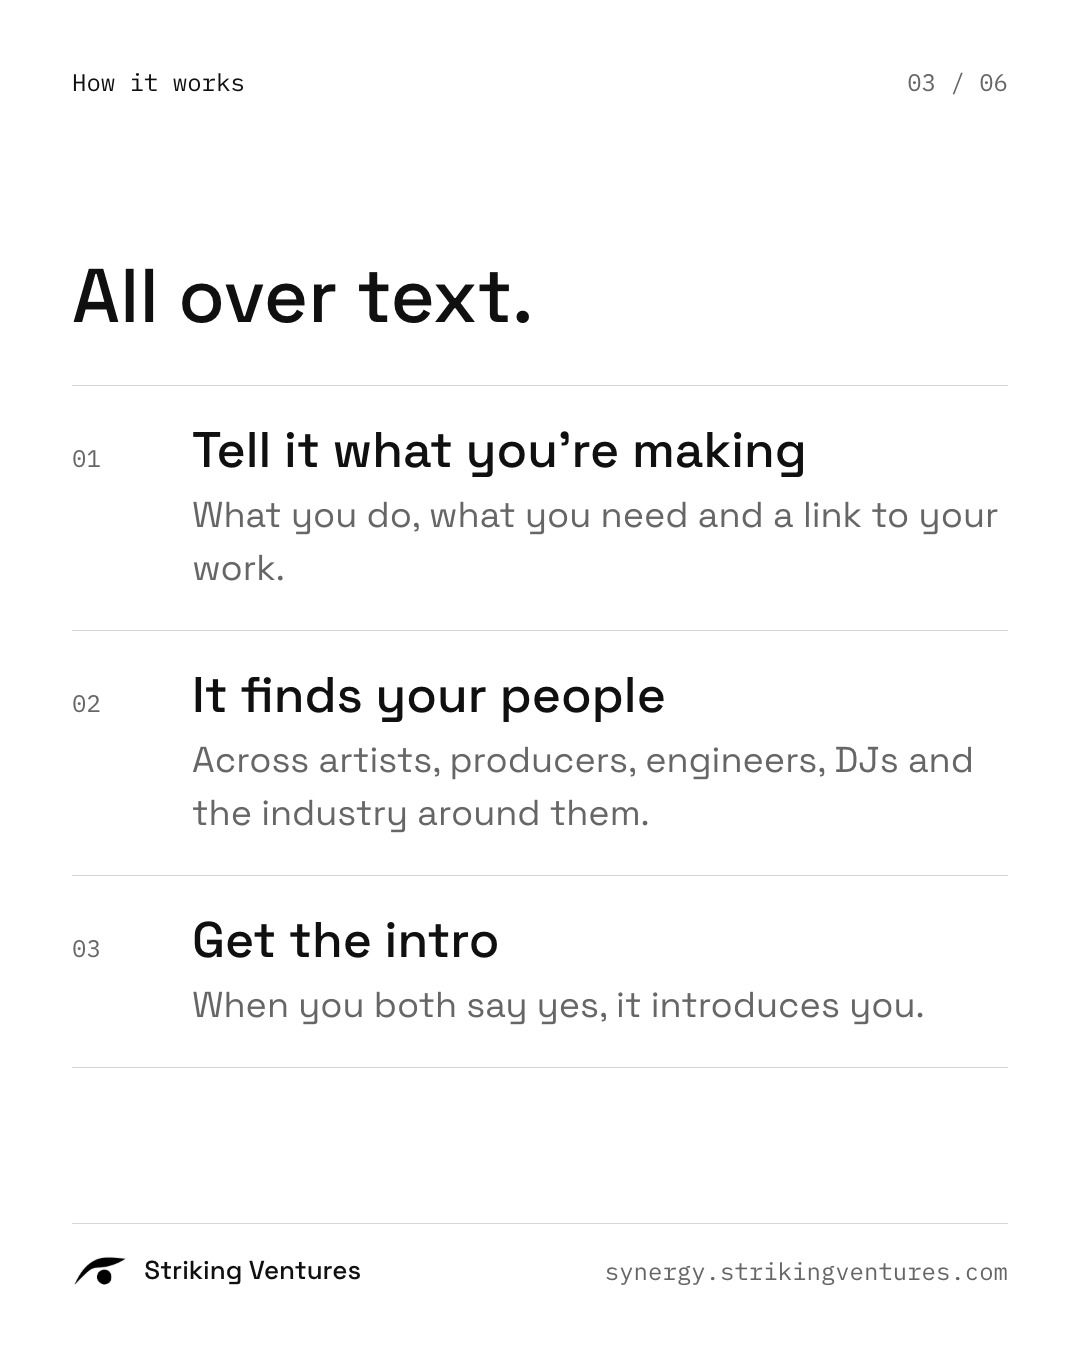 How it works
03 / 06
All over text.
01
Tell it what you’re making
What you do, what you need and a link to your
work.
02
It finds your people
Across artists, producers, engineers, DJs and
the industry around them.
03
Get the intro
When you both say yes, it introduces you.
Striking Ventures
synergy.strikingventures.com